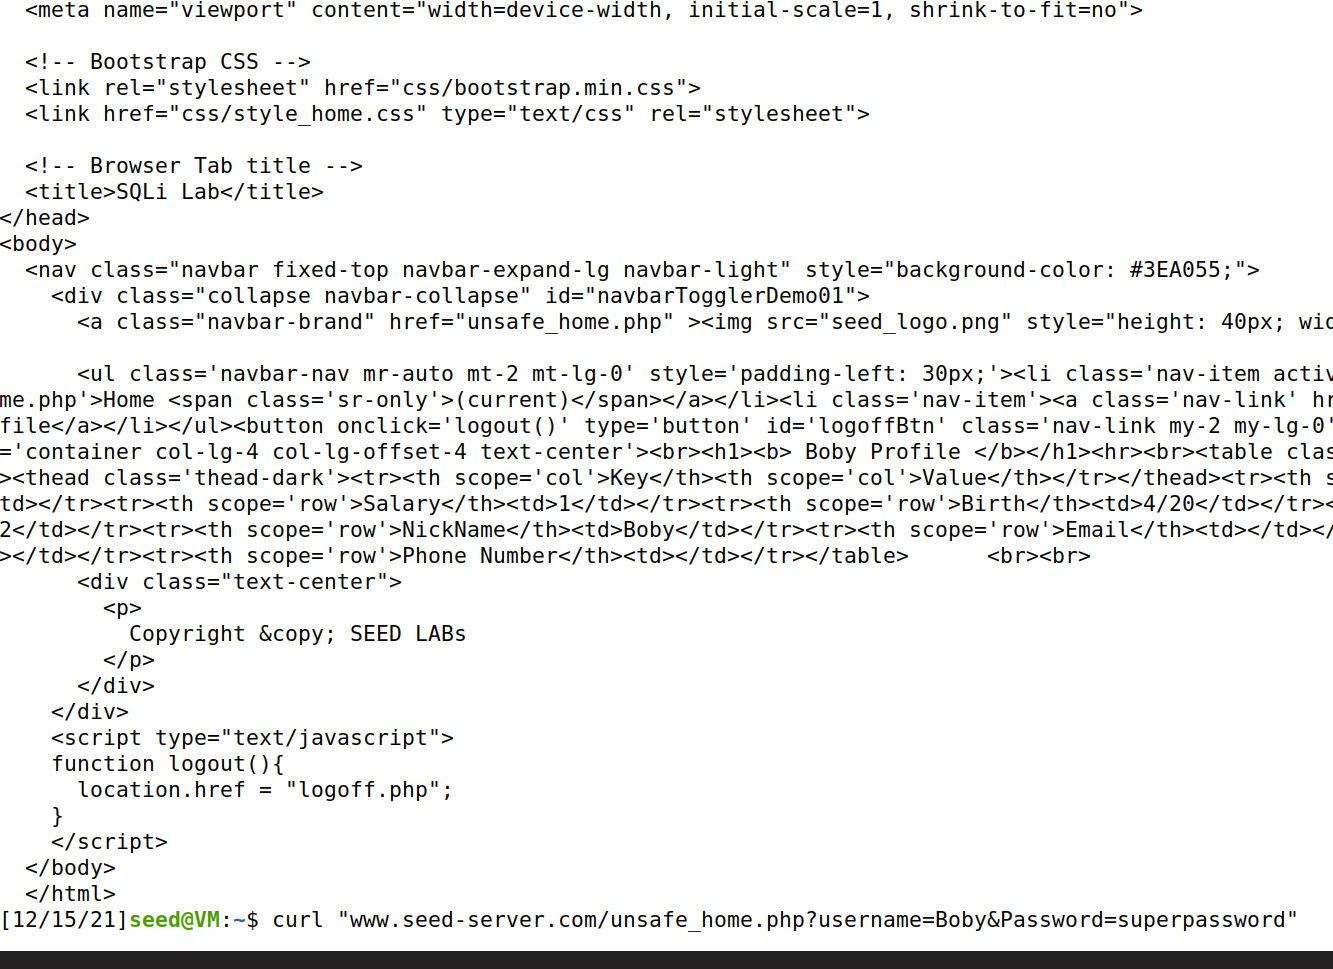 <meta name="viewport" content="width=device-width, initial-scale=1, shrink-to-fit=no">
<!-- Bootstrap CSS -->
<link rel="stylesheet" href="css/bootstrap.min.css">
<link href="css/style_home.css" type="text/css" rel="stylesheet">
<!-- Browser Tab title -->
<title>SQLi Lab</title>
</head>
<body>
<nav class="navbar fixed-top navbar-expand-lg navbar-light" style="background-color: #3EA055;">
<div class="collapse navbar-collapse" id="navbarTogglerDemo01">
<a class="navbar-brand" href="unsafe_home.php" ><img src="seed_logo.png" style="height: 40px; wid
<ul class='navbar-nav mr-auto mt-2 mt-lg-0' style='padding-left: 30px;'><li class='nav-item activ
me.php'>Home <span class='sr-only'>(current)</span></a></li><li class='nav-item'><a class='nav-link' hr
file</a></li></ul><button onclick='logout()' type='button' id='logoffBtn' class='nav-link my-2 my-lg-0'
='container col-lg-4 col-lg-offset-4 text-center'><br><h1><b> Boby Profile </b></h1><hr><br><table clas
><thead class='thead-dark'><tr><th scope='col'>Key</th><th scope='col'>Value</th></tr></thead><tr><th s
td></tr><tr><th scope='row'>Salary</th><td>1</td></tr><tr><th scope='row'>Birth</th><td>4/20</td></tr><
2</td></tr><tr><th scope='row'>NickName</th><td>Boby</td></tr><tr><th scope='row'>Email</th><td></td></
></td></tr><tr><th scope='row'>Phone Number</th><td></td></tr></table>      <br><br>
<div class="text-center">
<p>
Copyright &copy; SEED LABs
</p>
</div>
</div>
<script type="text/javascript">
function logout(){
location.href = "logoff.php";
}
</script>
</body>
</html>
[12/15/21]seed@VM:~$ curl "www.seed-server.com/unsafe_home.php?username=Boby&Password=superpassword"